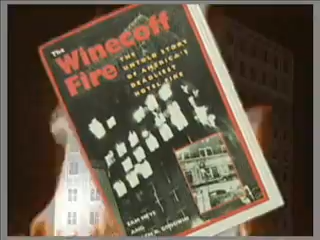 The
Winecoff
Fire
THE
UNTOLD STORY
OF AMERICA'S
DEADLIEST
HOTEL FIRE
SAM HEYS
AND